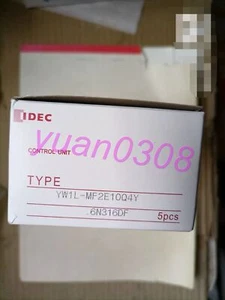 IDEC
yuan0308
CONTROL UNIT
TYPE
YW1L-MF2E10Q4Y
.6N316DF
5pcs